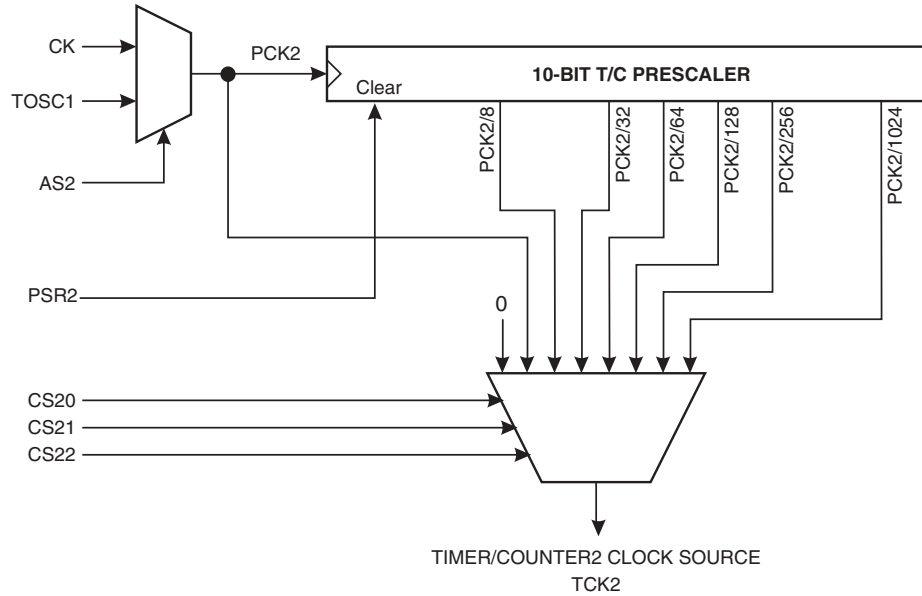 CK
PCK2
10-BIT T/C PRESCALER
Clear
TOSC1
PCK2/8
PCK2/32
PCK2/64
PCK2/128
PCK2/256
PCK2/1024
AS2
PSR2
0
CS20
CS21
CS22
TIMER/COUNTER2 CLOCK SOURCE
TCK2